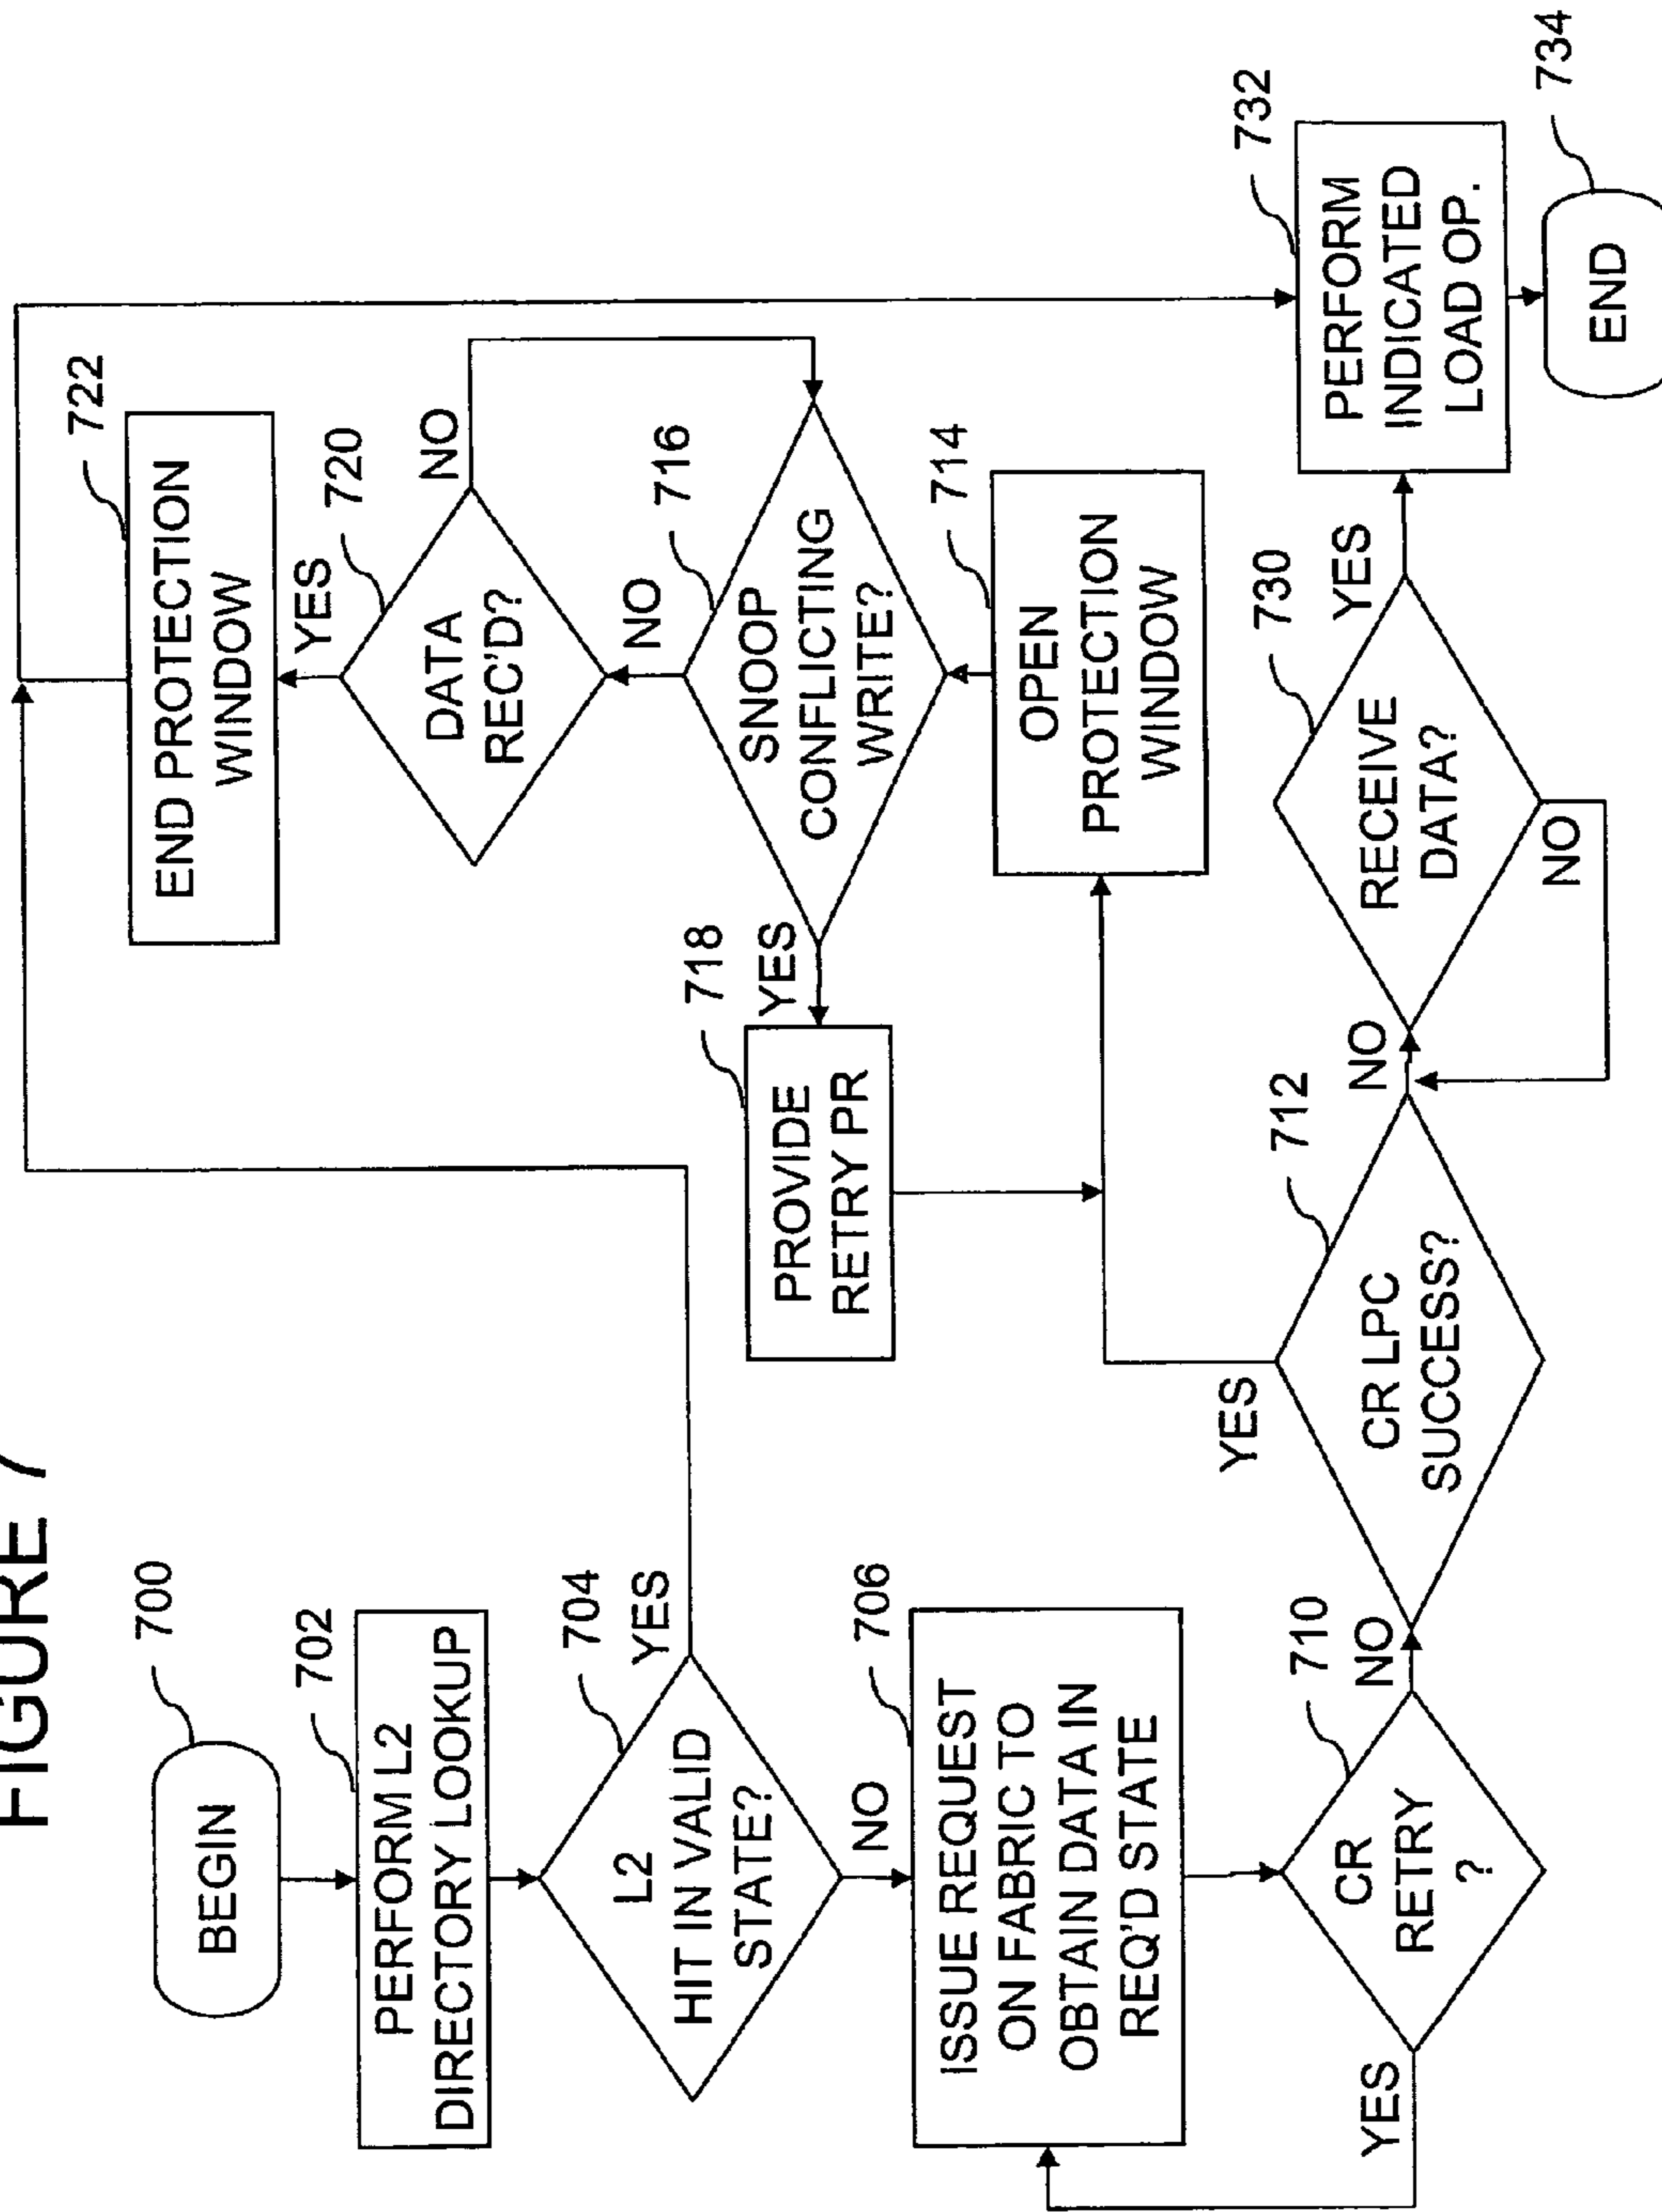 FIGURE 7
BEGIN
700
PERFORM L2
DIRECTORY LOOKUP
702
L2
HIT IN VALID
STATE?
704
YES
NO
ISSUE REQUEST
ON FABRIC TO
OBTAIN DATA IN
REQ'D STATE
706
CR
RETRY
?
710
YES
NO
CR LPC
SUCCESS?
712
YES
NO
PROVIDE
RETRY PR
718
YES
END PROTECTION
WINDOW
722
YES
DATA
REC'D?
720
NO
NO
SNOOP
CONFLICTING
WRITE?
716
OPEN
PROTECTION
WINDOW
714
RECEIVE
DATA?
730
YES
NO
PERFORM
INDICATED
LOAD OP.
732
END
734